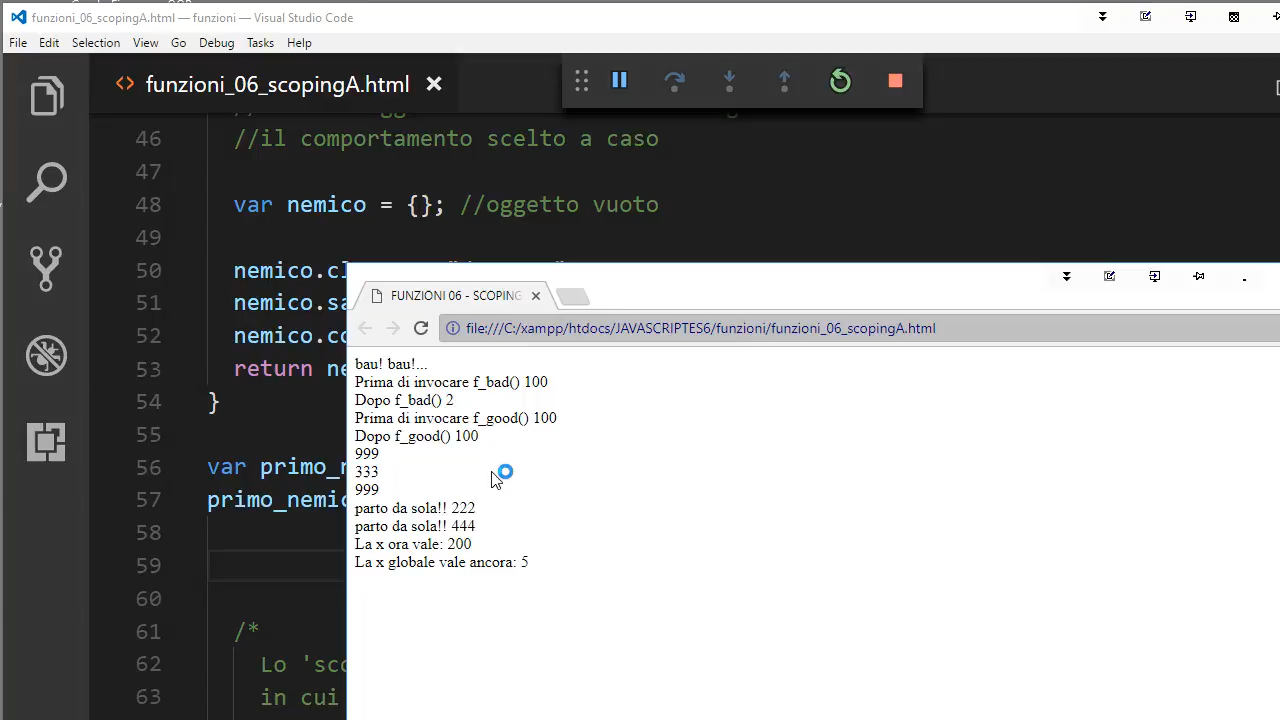 funzioni_06_scopingA.html — funzioni — Visual Studio Code
File Edit Selection View Go Debug Tasks Help
funzioni_06_scopingA.html
46 //il comportamento scelto a caso
47
48 var nemico = {}; //oggetto vuoto
49
50 nemico.cl
51 nemico.sa
52 nemico.co
53 return ne
54 }
55
56 var primo_n
57 primo_nemic
58
59
60
61 /*
62 Lo 'sco
63 in cui
FUNZIONI 06 - SCOPING
file:///C:/xampp/htdocs/JAVASCRIPTES6/funzioni/funzioni_06_scopingA.html
bau! bau!...
Prima di invocare f_bad() 100
Dopo f_bad() 2
Prima di invocare f_good() 100
Dopo f_good() 100
999
333
999
parto da sola!! 222
parto da sola!! 444
La x ora vale: 200
La x globale vale ancora: 5